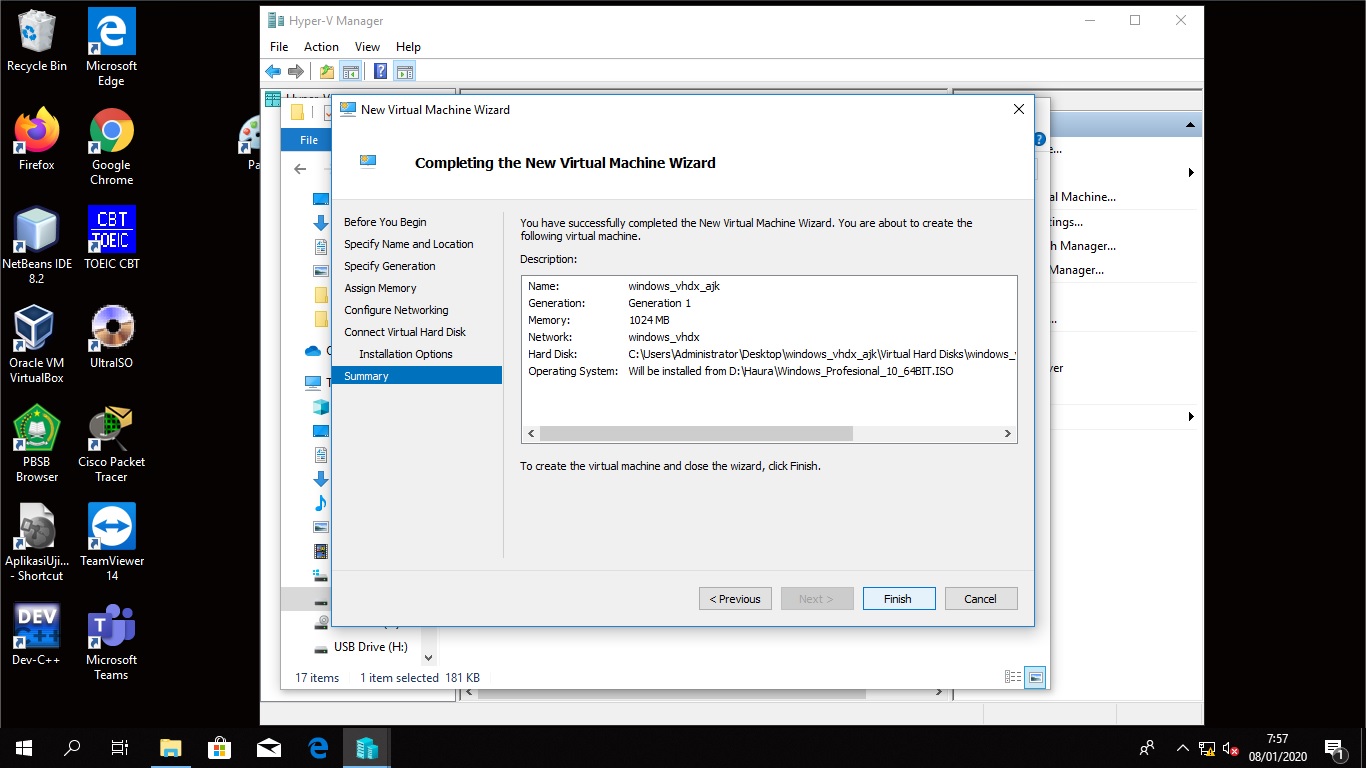 Recycle Bin
Microsoft
Edge
Firefox
Google
Chrome
NetBeans IDE
8.2
CBT
TOEIC
TOEIC CBT
Oracle VM
VirtualBox
UltraISO
PBSB
Browser
Cisco Packet
Tracer
AplikasiUji...
- Shortcut
TeamViewer
14
DEV
C++
Dev-C++
Microsoft
Teams
Pa
Hyper-V Manager
File Action View Help
File
New Virtual Machine Wizard
Completing the New Virtual Machine Wizard
Before You Begin
Specify Name and Location
Specify Generation
Assign Memory
Configure Networking
Connect Virtual Hard Disk
Installation Options
Summary
You have successfully completed the New Virtual Machine Wizard. You are about to create the
following virtual machine.
Description:
Name: windows_vhdx_ajk
Generation: Generation 1
Memory: 1024 MB
Network: windows_vhdx
Hard Disk: C:\Users\Administrator\Desktop\windows_vhdx_ajk\Virtual Hard Disks\windows_
Operating System: Will be installed from D:\Haura\Windows_Profesional_10_64BIT.ISO
To create the virtual machine and close the wizard, click Finish.
< Previous Next > Finish Cancel
e...
al Machine...
ngs...
h Manager...
Manager...
...
ver
USB Drive (H:)
17 items 1 item selected 181 KB
7:57
08/01/2020
1